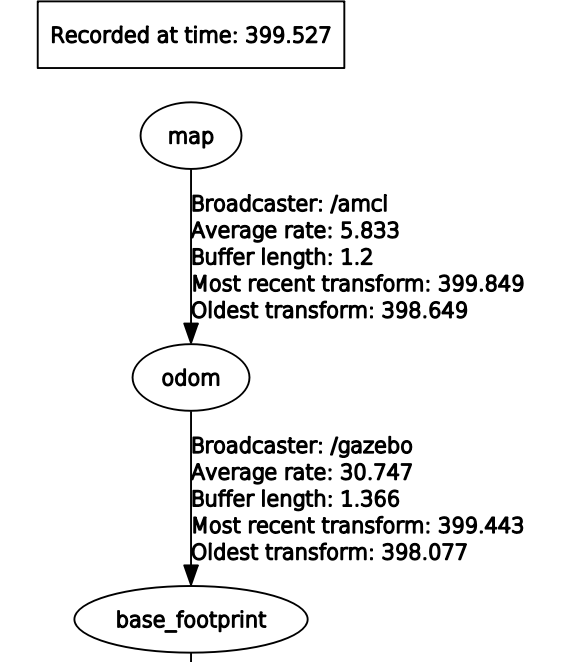 Recorded at time: 399.527
map
Broadcaster: /amcl
Average rate: 5.833
Buffer length: 1.2
Most recent transform: 399.849
Oldest transform: 398.649
odom
Broadcaster: /gazebo
Average rate: 30.747
Buffer length: 1.366
Most recent transform: 399.443
Oldest transform: 398.077
base_footprint